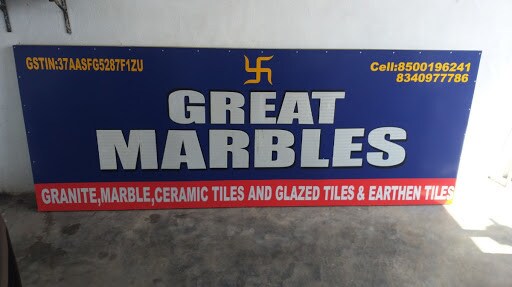 GSTIN:37AASFG5287F1ZU
Cell:8500196241
8340977786
GREAT
MARBLES
GRANITE,MARBLE,CERAMIC TILES AND GLAZED TILES & EARTHEN TILES